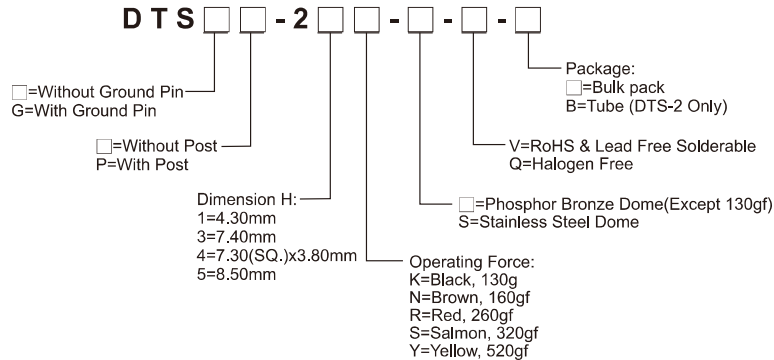 DTS□□-2□□-□-□-□
Package:
□=Bulk pack
B=Tube (DTS-2 Only)
□=Without Ground Pin
G=With Ground Pin
V=RoHS & Lead Free Solderable
Q=Halogen Free
□=Without Post
P=With Post
Dimension H:
1=4.30mm
3=7.40mm
4=7.30(SQ.)x3.80mm
5=8.50mm
□=Phosphor Bronze Dome(Except 130gf)
S=Stainless Steel Dome
Operating Force:
K=Black, 130g
N=Brown, 160gf
R=Red, 260gf
S=Salmon, 320gf
Y=Yellow, 520gf